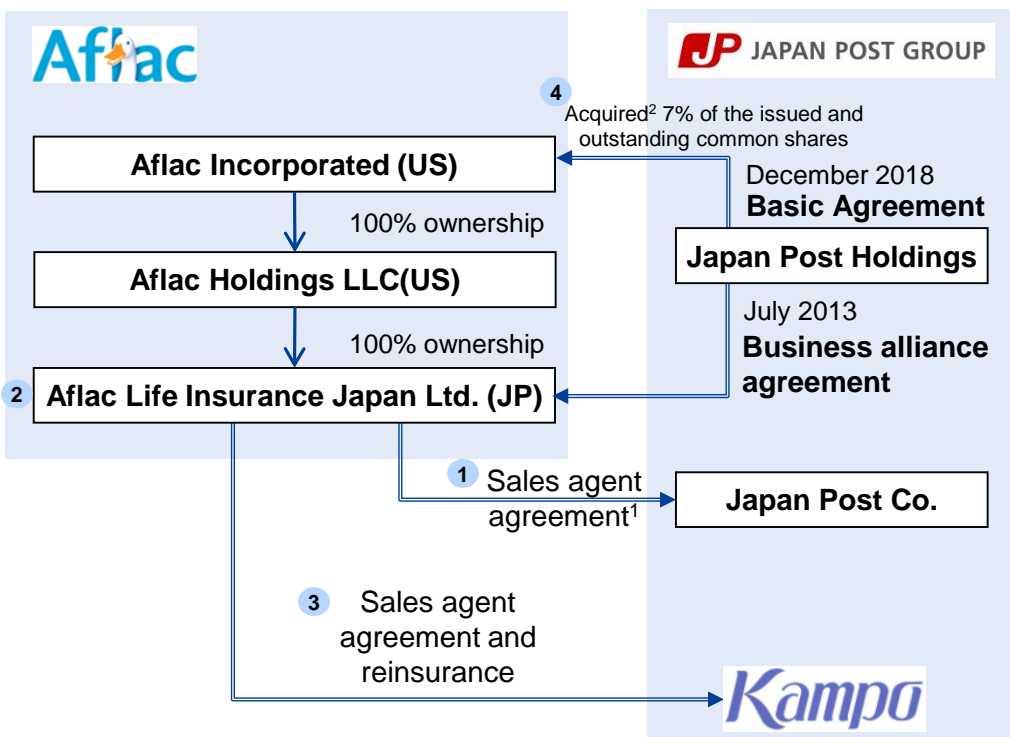 Aflac
JP JAPAN POST GROUP
4
Acquired² 7% of the issued and
outstanding common shares
Aflac Incorporated (US)
December 2018
Basic Agreement
100% ownership
Japan Post Holdings
Aflac Holdings LLC(US)
July 2013
100% ownership
Business alliance
agreement
2
Aflac Life Insurance Japan Ltd. (JP)
1
Sales agent
agreement¹
Japan Post Co.
3
Sales agent
agreement and
reinsurance
Kampo